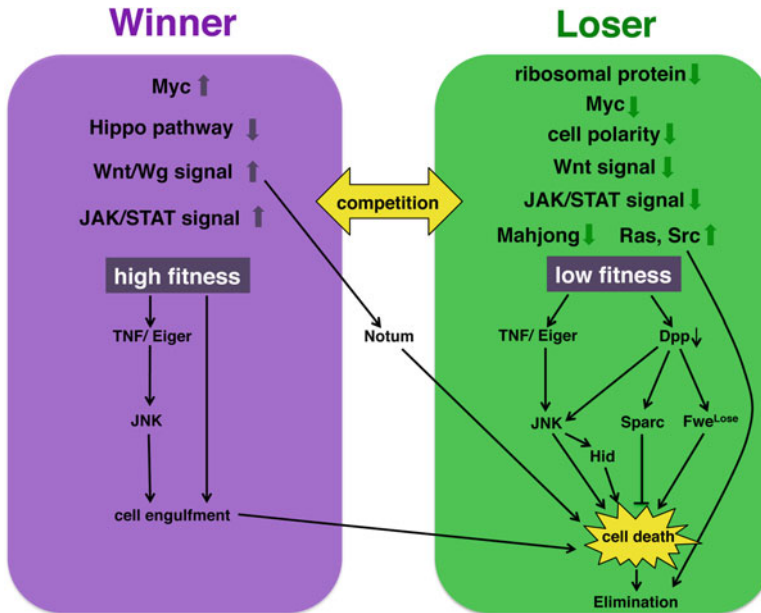 Winner
Myc
Hippo pathway
Wnt/Wg signal
JAK/STAT signal
high fitness
TNF/ Eiger
JNK
cell engulfment
competition
Notum
Loser
ribosomal protein
Myc
cell polarity
Wnt signal
JAK/STAT signal
Mahjong Ras, Src
low fitness
TNF/ Eiger Dpp
JNK Sparc Fwe^Lose
Hid
cell death
Elimination